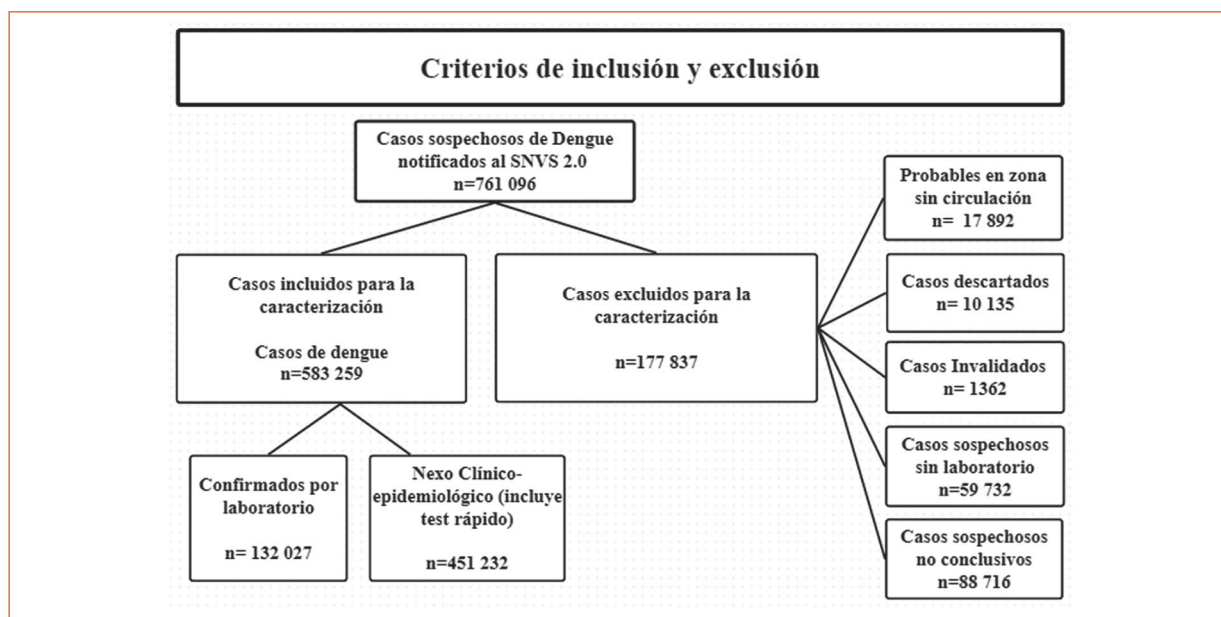 Criterios de inclusión y exclusión
Casos sospechosos de Dengue
notificados al SNVS 2.0
n=761 096
Casos incluidos para la
caracterización
Casos de dengue
n=583 259
Casos excluidos para la
caracterización
n=177 837
Confirmados por
laboratorio
n= 132 027
Nexo Clínico-
epidemiológico (incluye
test rápido)
n=451 232
Probables en zona
sin circulación
n= 17 892
Casos descartados
n= 10 135
Casos Invalidados
n= 1362
Casos sospechosos
sin laboratorio
n=59 732
Casos sospechosos
no conclusivos
n=88 716